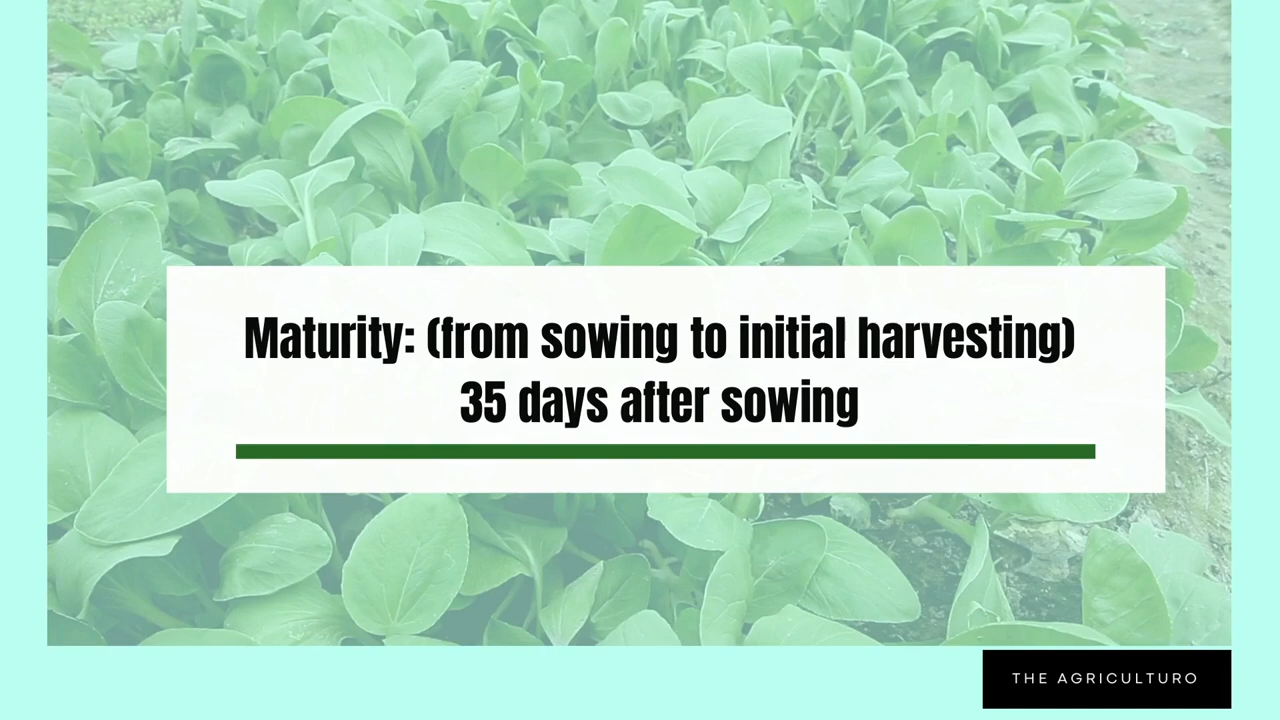 Maturity: (from sowing to initial harvesting)
35 days after sowing
THE AGRICULTURO